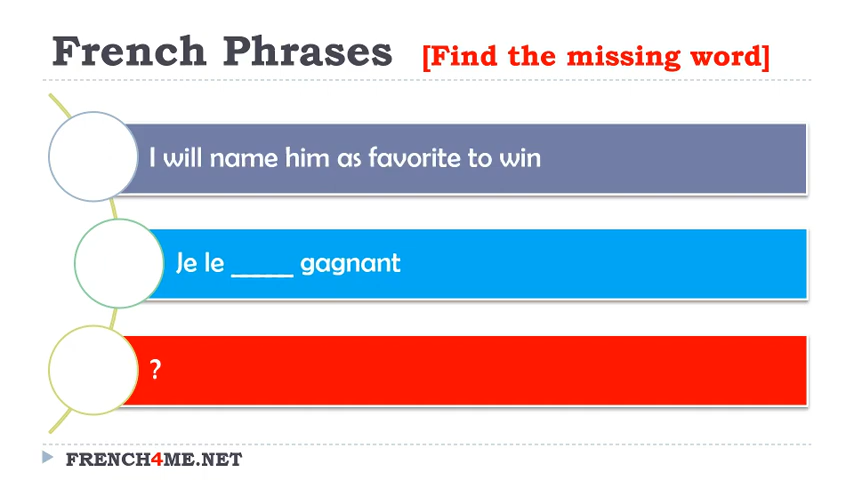 French Phrases [Find the missing word]
I will name him as favorite to win
Je le _____ gagnant
?
FRENCH4ME.NET